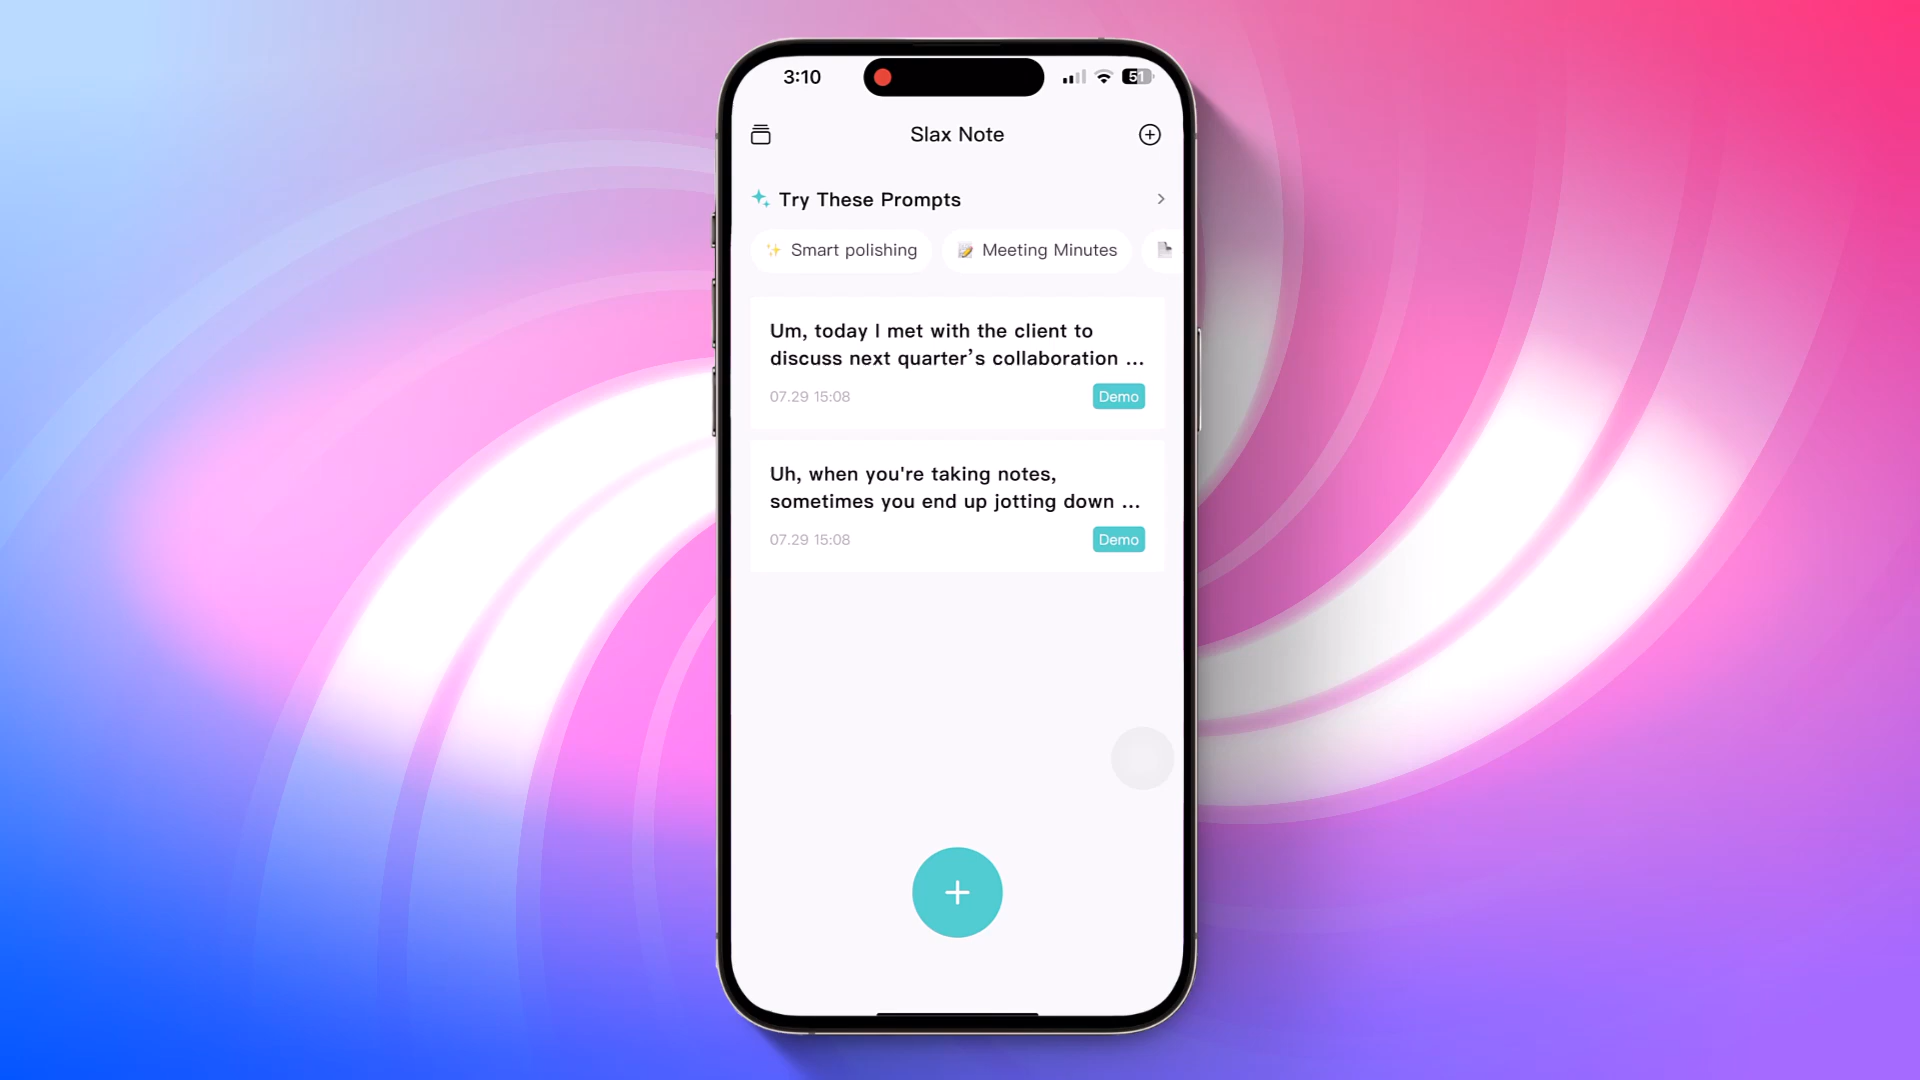 3:10
51
Slax Note
Try These Prompts
Smart polishing
Meeting Minutes
Um, today I met with the client to
discuss next quarter’s collaboration ...
07.29 15:08
Demo
Uh, when you're taking notes,
sometimes you end up jotting down ...
07.29 15:08
Demo